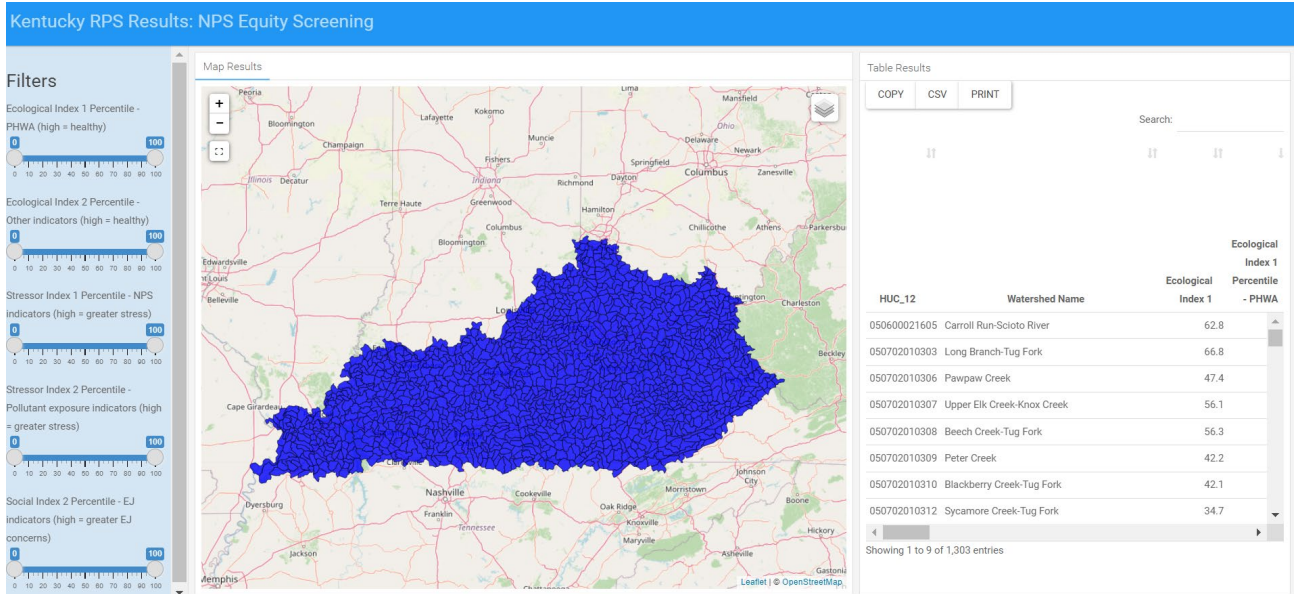 Kentucky RPS Results: NPS Equity Screening
Filters
Ecological Index 1 Percentile -
PHWA (high = healthy)
0 100
0 10 20 30 40 50 60 70 80 90 100
Ecological Index 2 Percentile -
Other indicators (high = healthy)
0 100
0 10 20 30 40 50 60 70 80 90 100
Stressor Index 1 Percentile - NPS
indicators (high = greater stress)
0 100
0 10 20 30 40 50 60 70 80 90 100
Stressor Index 2 Percentile -
Pollutant exposure indicators (high
= greater stress)
0 100
0 10 20 30 40 50 60 70 80 90 100
Social Index 2 Percentile - EJ
indicators (high = greater EJ
concerns)
0 100
0 10 20 30 40 50 60 70 80 90 100
Map Results
+
−
Peoria
Lima
Mansfield
Bloomington
Lafayette
Kokomo
Ohio
Champaign
Muncie
Delaware
Newark
Fishers
Springfield
Illinois
Decatur
Indiana
Richmond
Dayton
Columbus
Zanesville
Terre Haute
Greenwood
Hamilton
Columbus
Chillicothe
Athens
Parkersbu
Bloomington
Edwardsville
nt Louis
Belleville
Loui
ntington
Charleston
Beckley
Cape Girardeau
Clarksville
Johnson
City
Nashville
Cookeville
Morristown
Boone
Dyersburg
Franklin
Oak Ridge
Tennessee
Knoxville
Hickory
Maryville
Jackson
Asheville
Gastonia
Memphis
Chattanooga
Leaflet | © OpenStreetMap
Table Results
COPY CSV PRINT
Search:
HUC_12 Watershed Name Ecological Index 1 Ecological Index 1 Percentile - PHWA
050600021605 Carroll Run-Scioto River 62.8
050702010303 Long Branch-Tug Fork 66.8
050702010306 Pawpaw Creek 47.4
050702010307 Upper Elk Creek-Knox Creek 56.1
050702010308 Beech Creek-Tug Fork 56.3
050702010309 Peter Creek 42.2
050702010310 Blackberry Creek-Tug Fork 42.1
050702010312 Sycamore Creek-Tug Fork 34.7
Showing 1 to 9 of 1,303 entries